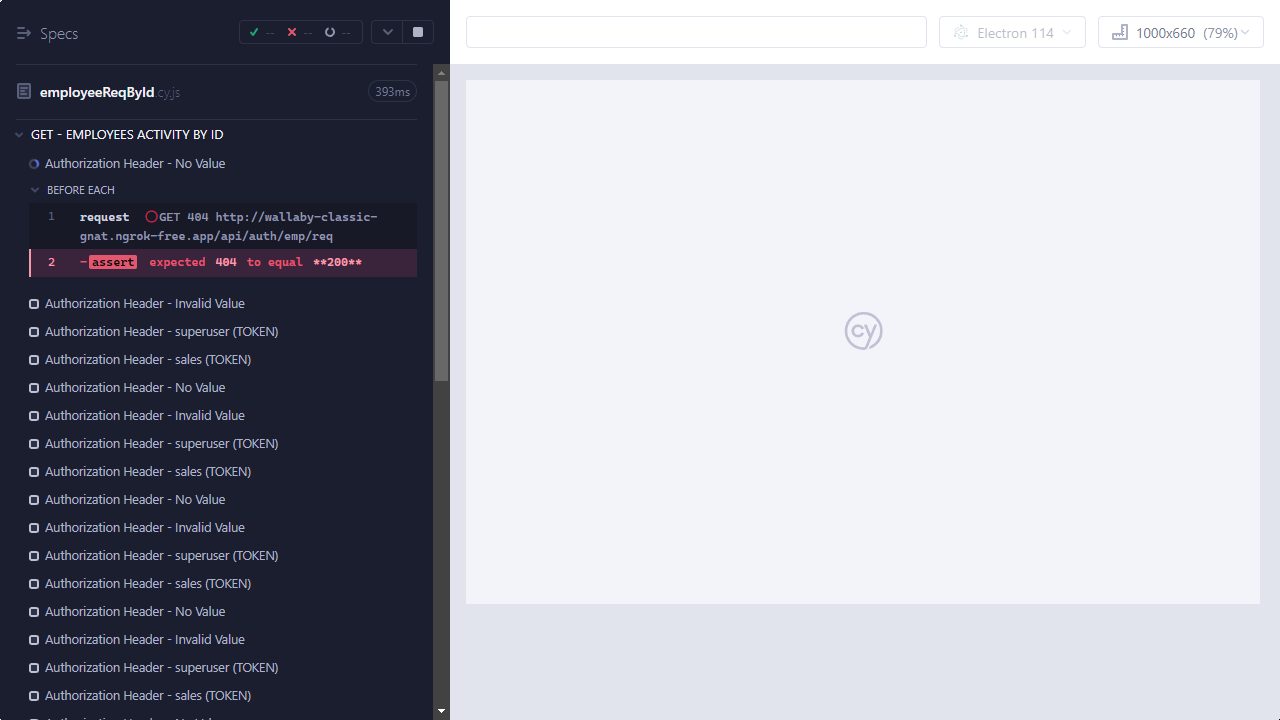 Specs
-- -- --
Electron 114
1000x660 (79%)
employeeReqById.cy.js
393ms
GET - EMPLOYEES ACTIVITY BY ID
Authorization Header - No Value
BEFORE EACH
1 request GET 404 http://wallaby-classic-
gnat.ngrok-free.app/api/auth/emp/req
2 -assert expected 404 to equal **200**
Authorization Header - Invalid Value
Authorization Header - superuser (TOKEN)
Authorization Header - sales (TOKEN)
Authorization Header - No Value
Authorization Header - Invalid Value
Authorization Header - superuser (TOKEN)
Authorization Header - sales (TOKEN)
Authorization Header - No Value
Authorization Header - Invalid Value
Authorization Header - superuser (TOKEN)
Authorization Header - sales (TOKEN)
Authorization Header - No Value
Authorization Header - Invalid Value
Authorization Header - superuser (TOKEN)
Authorization Header - sales (TOKEN)
cy